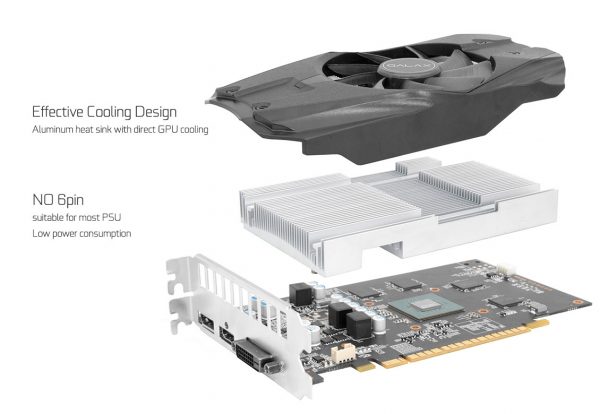 GALAX
Effective Cooling Design
Aluminum heat sink with direct GPU cooling
NO 6pin
suitable for most PSU
Low power consumption